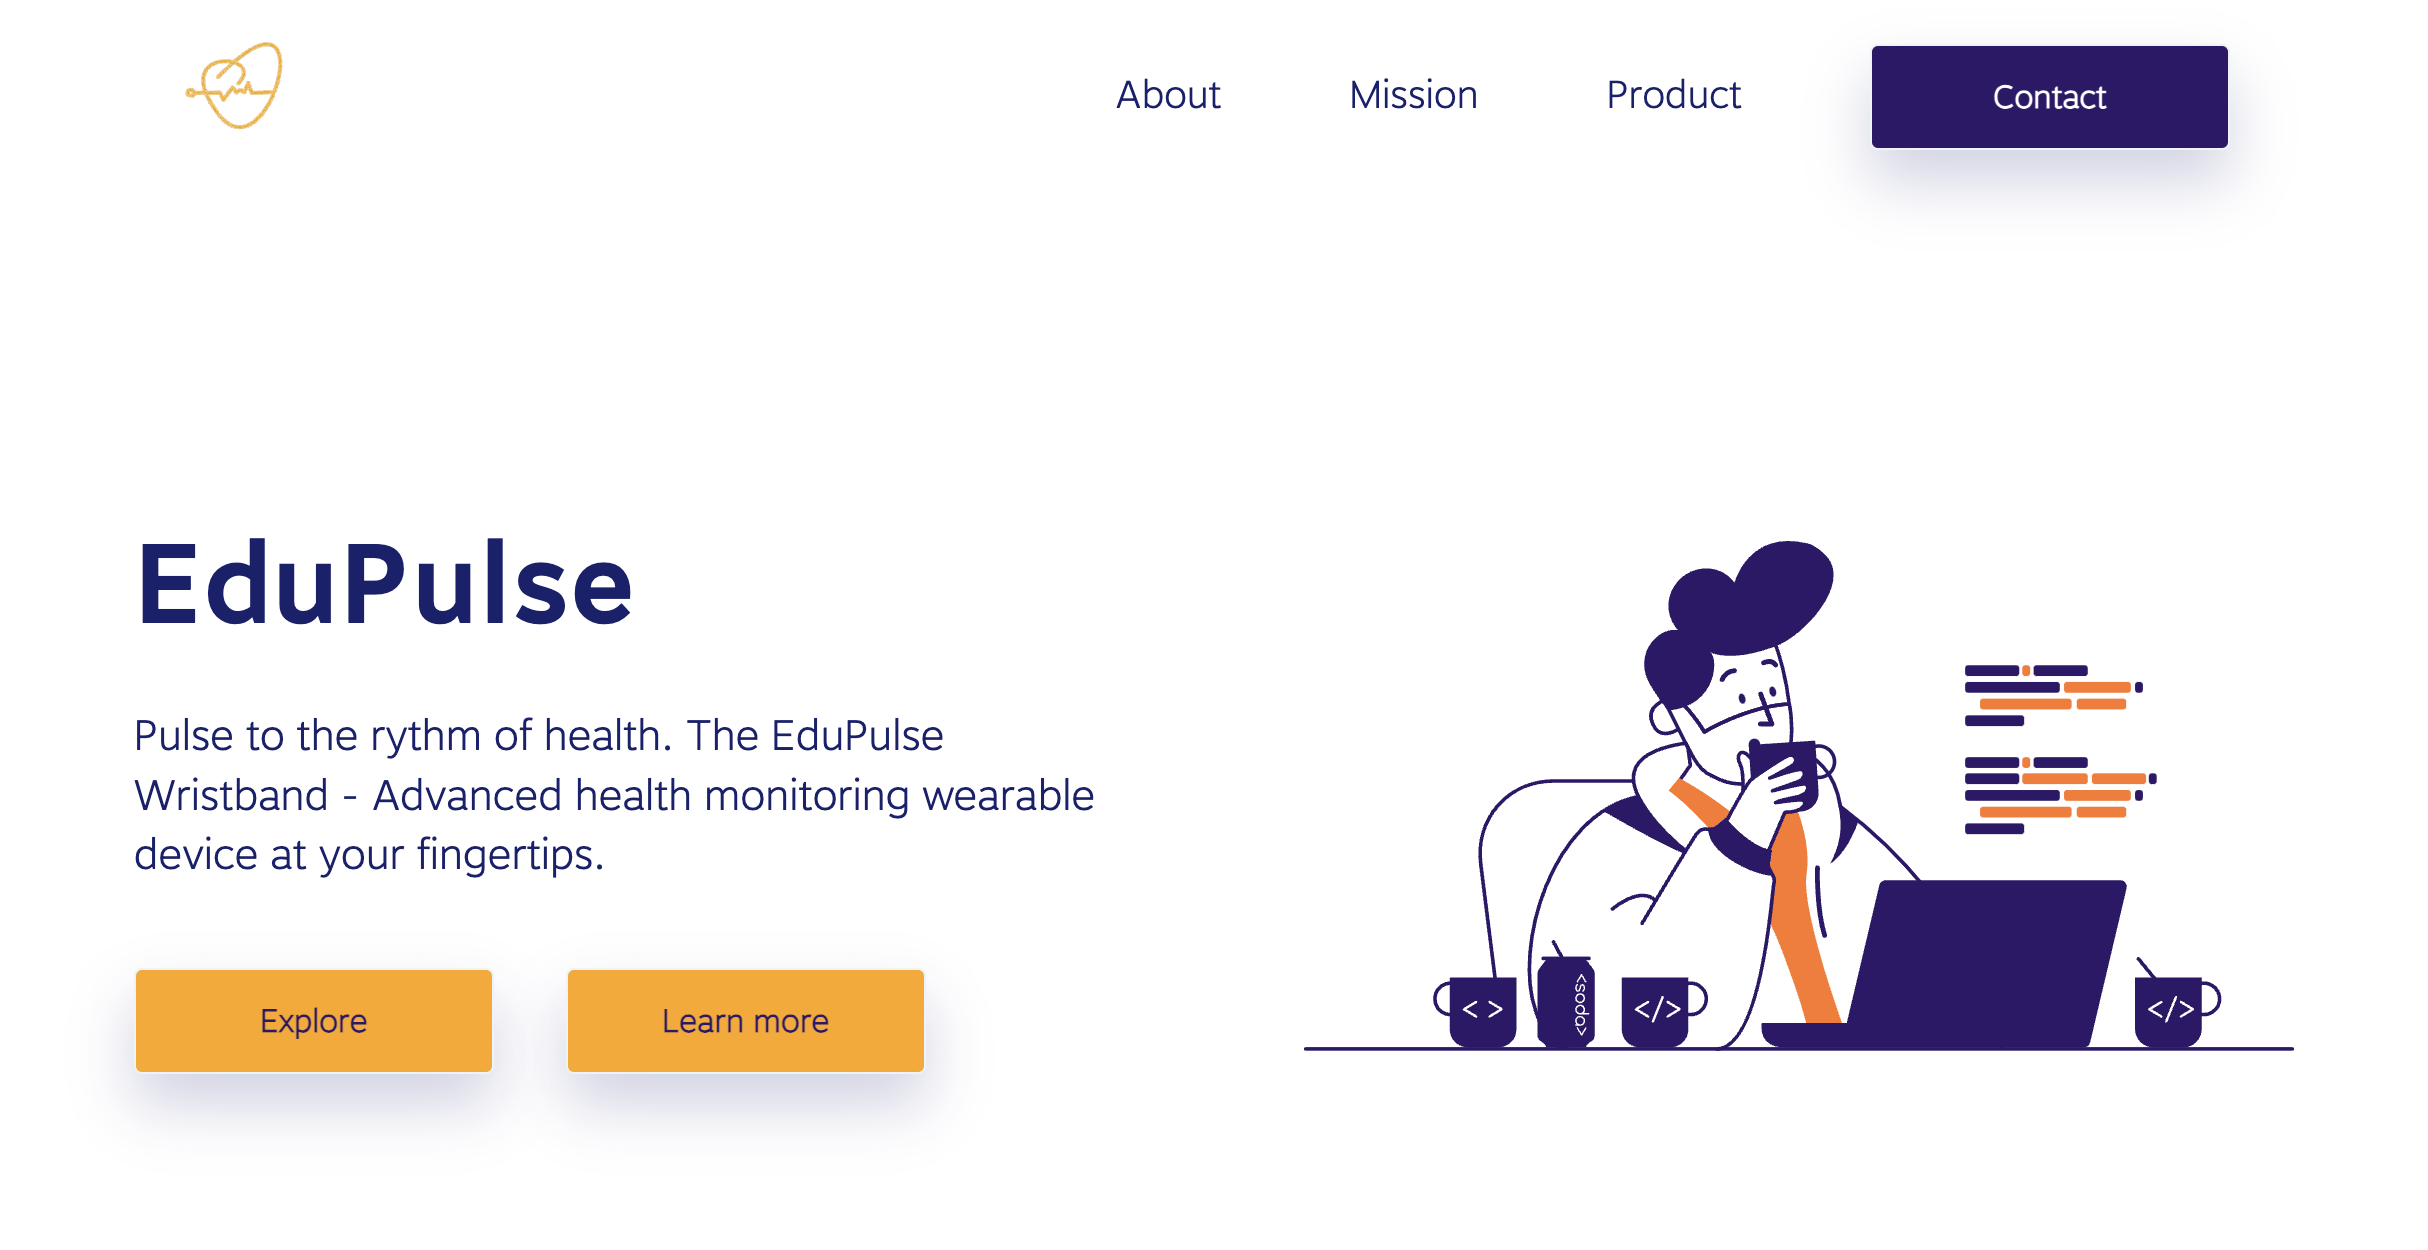 About Mission Product Contact
EduPulse
Pulse to the rythm of health. The EduPulse
Wristband - Advanced health monitoring wearable
device at your fingertips.
Explore Learn more
< > <soda> </> </>